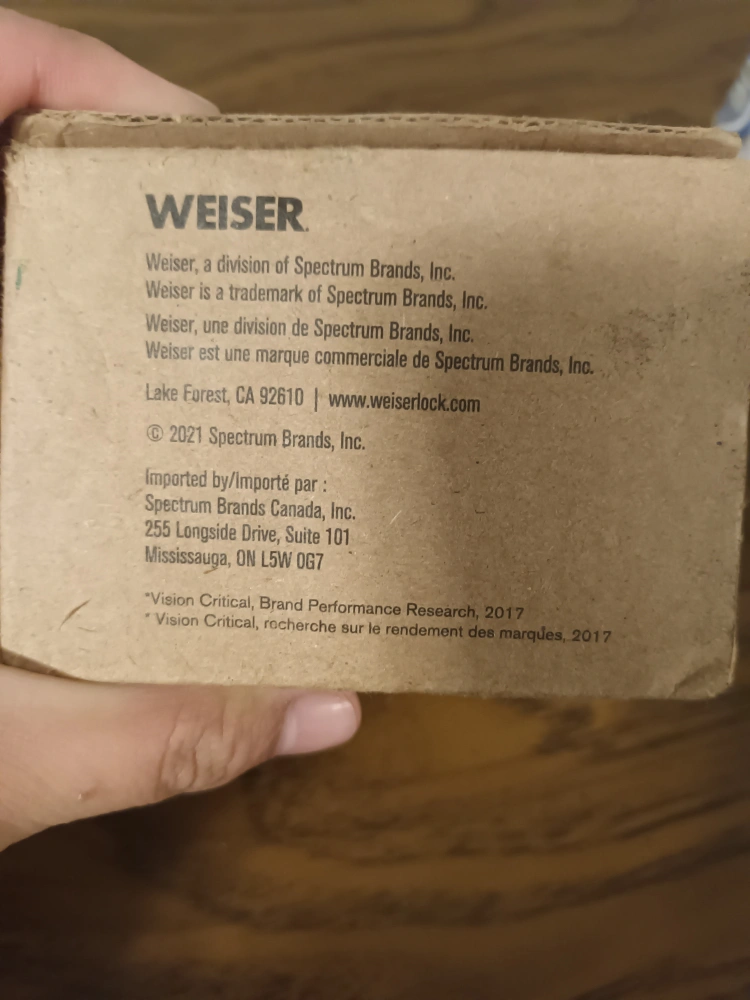 WEISER.
Weiser, a division of Spectrum Brands, Inc.
Weiser is a trademark of Spectrum Brands, Inc.
Weiser, une division de Spectrum Brands, Inc.
Weiser est une marque commerciale de Spectrum Brands, Inc.
Lake Forest, CA 92610 | www.weiserlock.com
© 2021 Spectrum Brands, Inc.
Imported by/Importé par :
Spectrum Brands Canada, Inc.
255 Longside Drive, Suite 101
Mississauga, ON L5W 0G7
*Vision Critical, Brand Performance Research, 2017
* Vision Critical, recherche sur le rendement des marques, 2017